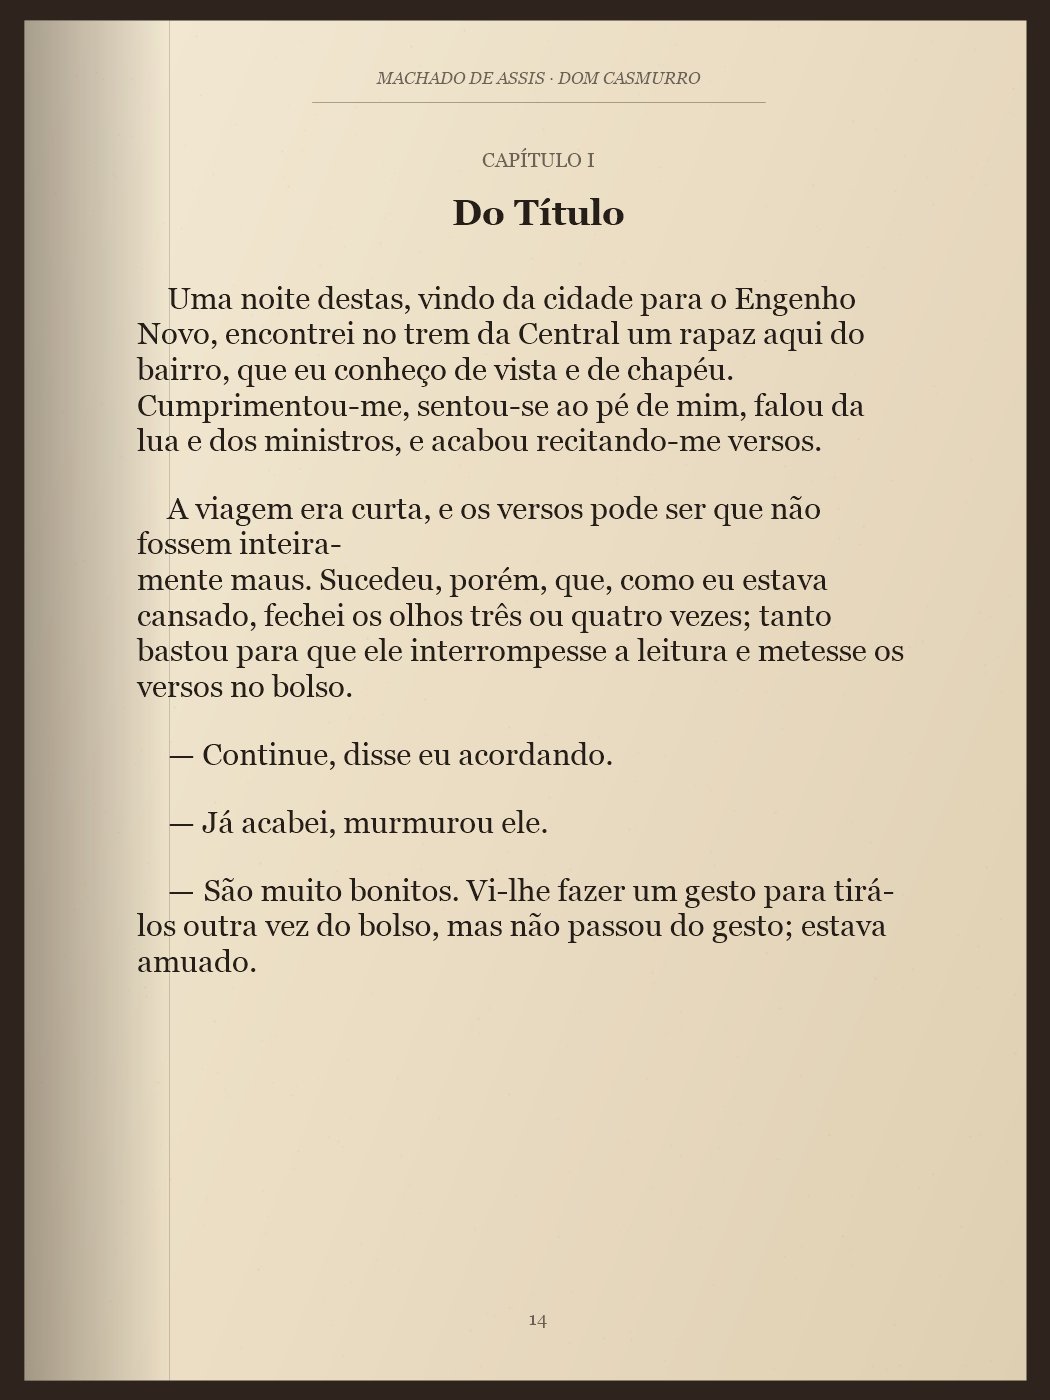 MACHADO DE ASSIS · DOM CASMURRO
CAPÍTULO I
Do Título
Uma noite destas, vindo da cidade para o Engenho
Novo, encontrei no trem da Central um rapaz aqui do
bairro, que eu conheço de vista e de chapéu.
Cumprimentou-me, sentou-se ao pé de mim, falou da
lua e dos ministros, e acabou recitando-me versos.
A viagem era curta, e os versos pode ser que não
fossem inteira-
mente maus. Sucedeu, porém, que, como eu estava
cansado, fechei os olhos três ou quatro vezes; tanto
bastou para que ele interrompesse a leitura e metesse os
versos no bolso.
— Continue, disse eu acordando.
— Já acabei, murmurou ele.
— São muito bonitos. Vi-lhe fazer um gesto para tirá-
los outra vez do bolso, mas não passou do gesto; estava
amuado.
14